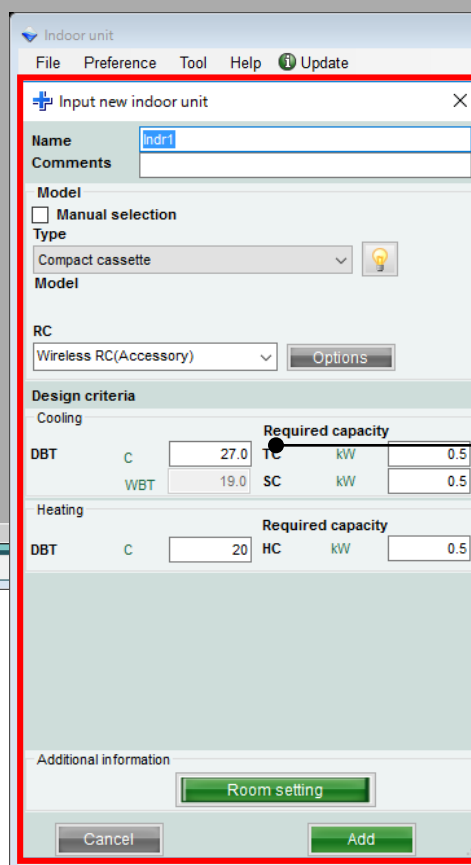 Indoor unit
File Preference Tool Help Update
Input new indoor unit
Name Indr1
Comments
Model
Manual selection
Type
Compact cassette
Model
RC
Wireless RC(Accessory) Options
Design criteria
Cooling
Required capacity
DBT C 27.0 TC kW 0.5
WBT 19.0 SC kW 0.5
Heating
Required capacity
DBT C 20 HC kW 0.5
Additional information
Room setting
Cancel Add